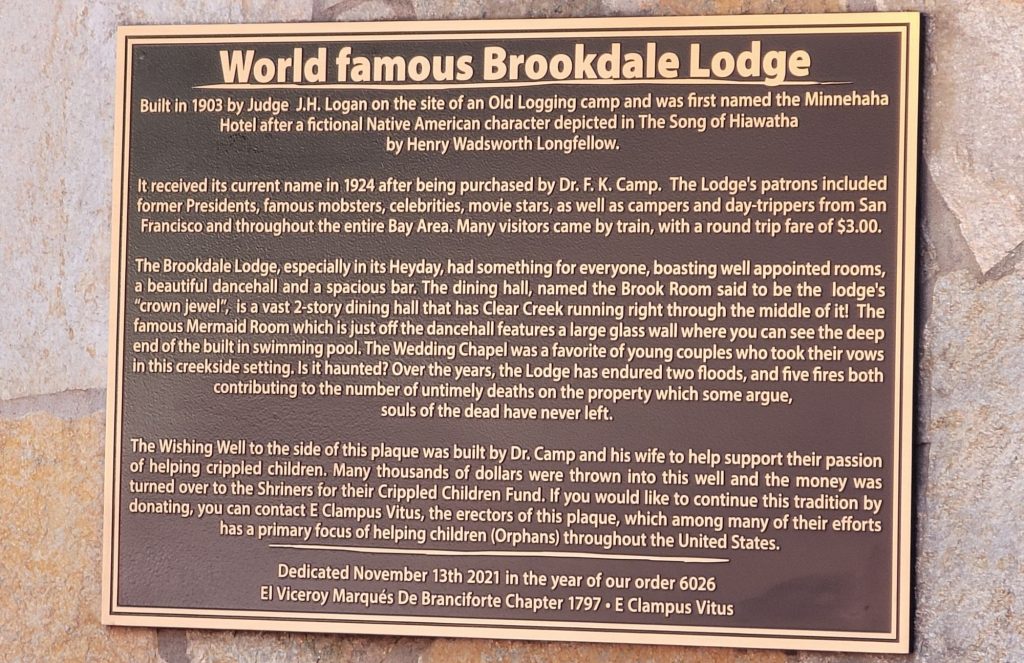 World famous Brookdale Lodge
Built in 1903 by Judge J.H. Logan on the site of an Old Logging camp and was first named the Minnehaha
Hotel after a fictional Native American character depicted in The Song of Hiawatha
by Henry Wadsworth Longfellow.
It received its current name in 1924 after being purchased by Dr. F. K. Camp. The Lodge's patrons included
former Presidents, famous mobsters, celebrities, movie stars, as well as campers and day-trippers from San
Francisco and throughout the entire Bay Area. Many visitors came by train, with a round trip fare of $3.00.
The Brookdale Lodge, especially in its Heyday, had something for everyone, boasting well appointed rooms,
a beautiful dancehall and a spacious bar. The dining hall, named the Brook Room said to be the lodge's
"crown jewel", is a vast 2-story dining hall that has Clear Creek running right through the middle of it! The
famous Mermaid Room which is just off the dancehall features a large glass wall where you can see the deep
end of the built in swimming pool. The Wedding Chapel was a favorite of young couples who took their vows
in this creekside setting. Is it haunted? Over the years, the Lodge has endured two floods, and five fires both
contributing to the number of untimely deaths on the property which some argue,
souls of the dead have never left.
The Wishing Well to the side of this plaque was built by Dr. Camp and his wife to help support their passion
of helping crippled children. Many thousands of dollars were thrown into this well and the money was
turned over to the Shriners for their Crippled Children Fund. If you would like to continue this tradition by
donating, you can contact E Clampus Vitus, the erectors of this plaque, which among many of their efforts
has a primary focus of helping children (Orphans) throughout the United States.
Dedicated November 13th 2021 in the year of our order 6026
El Viceroy Marqués De Branciforte Chapter 1797 • E Clampus Vitus